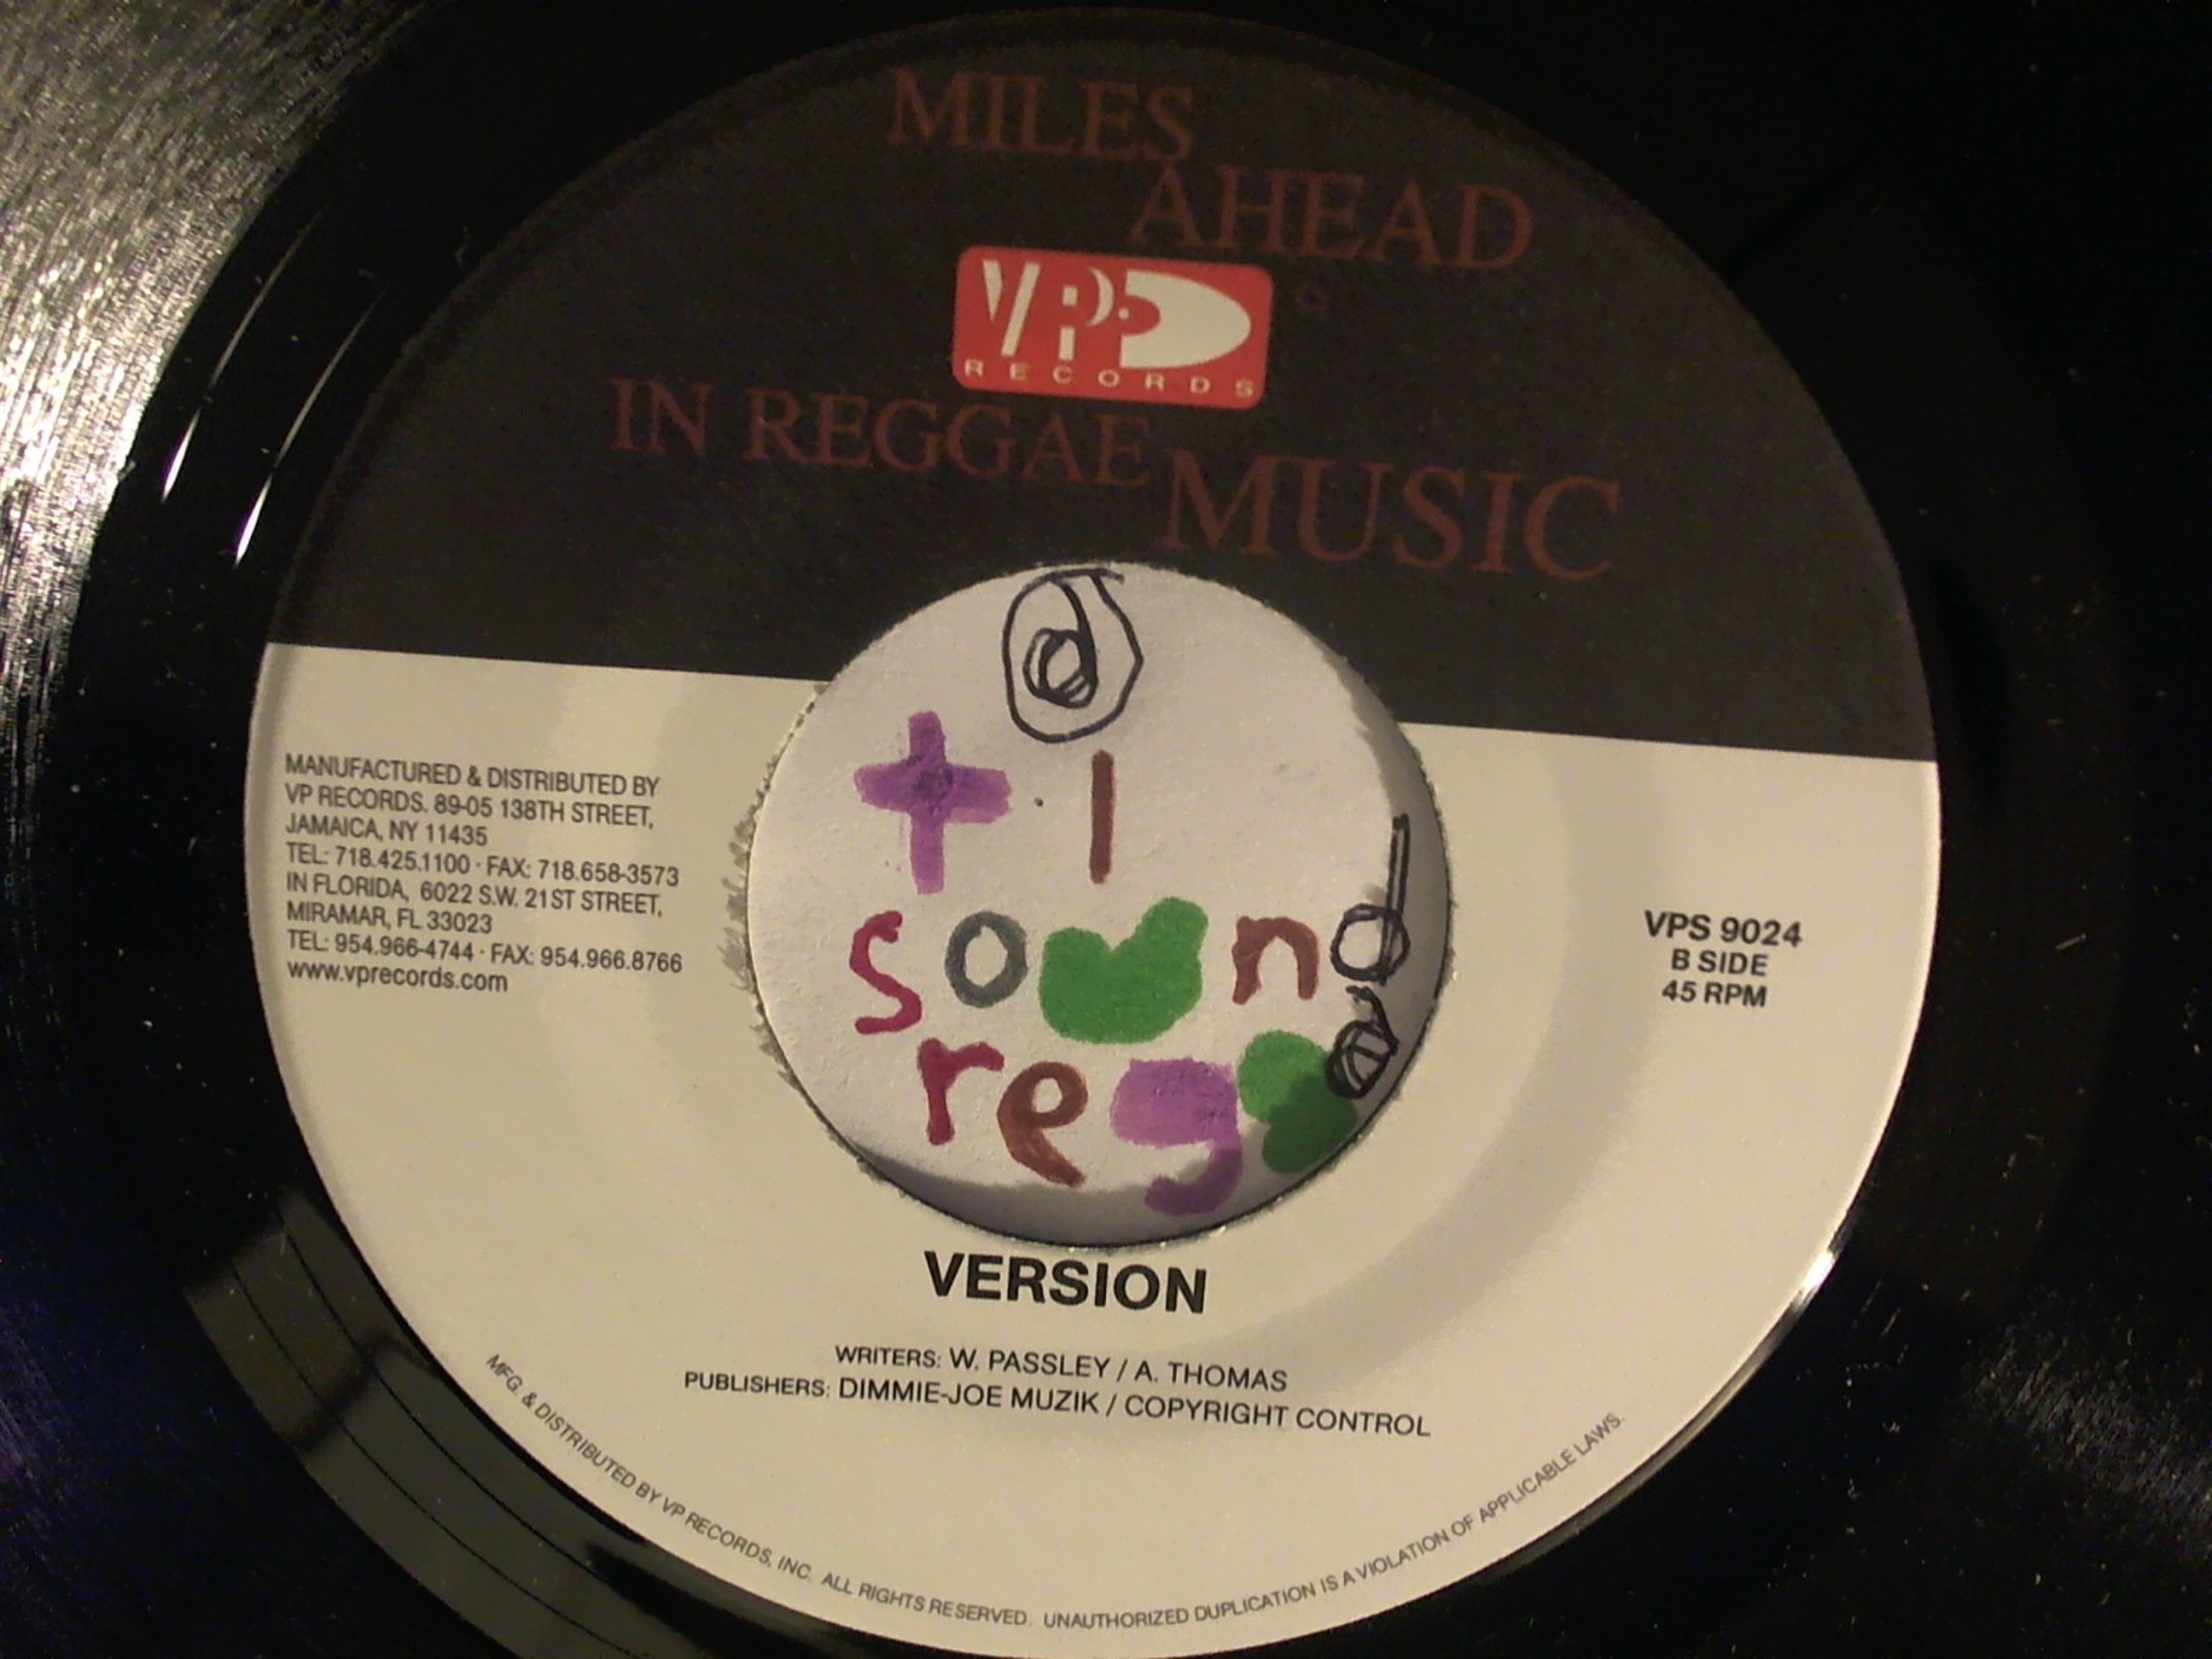 MILES
AHEAD
VP
RECORDS
IN REGGAE MUSIC
MANUFACTURED & DISTRIBUTED BY
VP RECORDS. 89-05 138TH STREET,
JAMAICA, NY 11435
TEL: 718.425.1100 · FAX: 718.658-3573
IN FLORIDA, 6022 S.W. 21ST STREET,
MIRAMAR, FL 33023
TEL: 954.966-4744 · FAX: 954.966.8766
www.vprecords.com
sound
VPS 9024
B SIDE
45 RPM
VERSION
WRITERS: W. PASSLEY / A. THOMAS
PUBLISHERS: DIMMIE-JOE MUZIK / COPYRIGHT CONTROL
MFG. & DISTRIBUTED BY VP RECORDS, INC. ALL RIGHTS RESERVED. UNAUTHORIZED DUPLICATION IS A VIOLATION OF APPLICABLE LAWS.